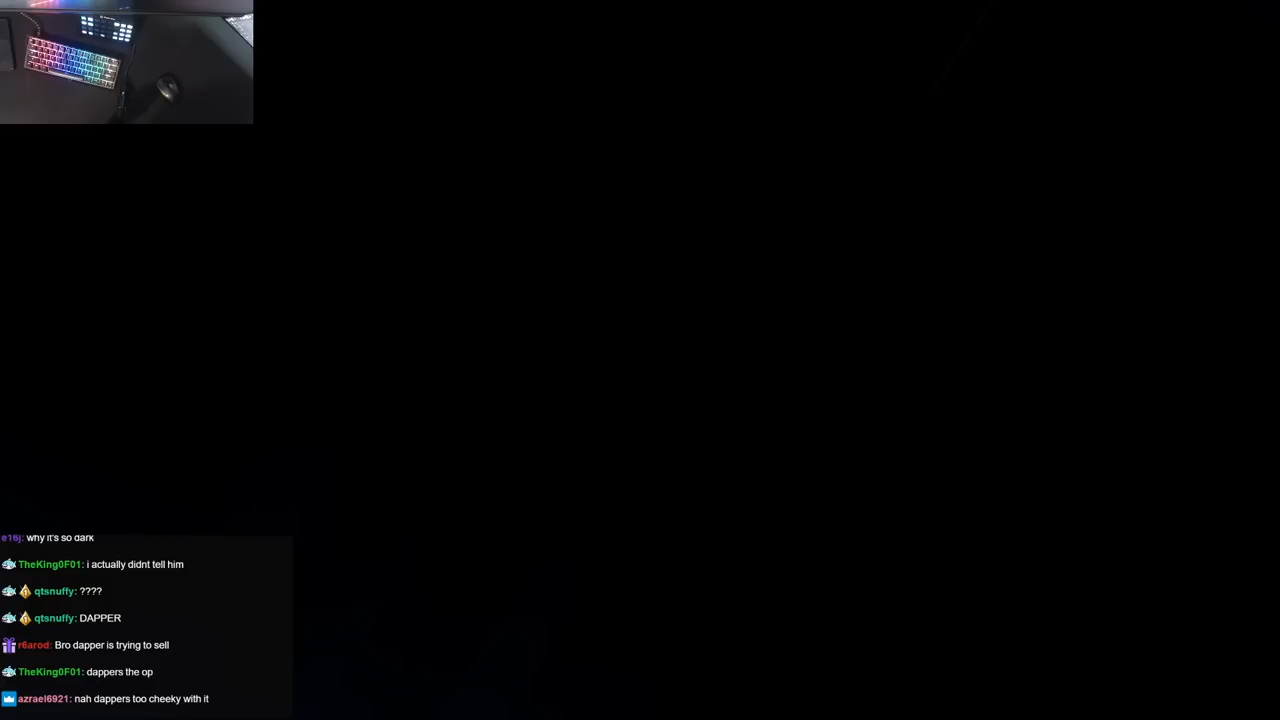 e16j: why it's so dark
TheKing0F01: i actually didnt tell him
qtsnuffy: ????
qtsnuffy: DAPPER
r6arod: Bro dapper is trying to sell
TheKing0F01: dappers the op
azrael6921: nah dappers too cheeky with it